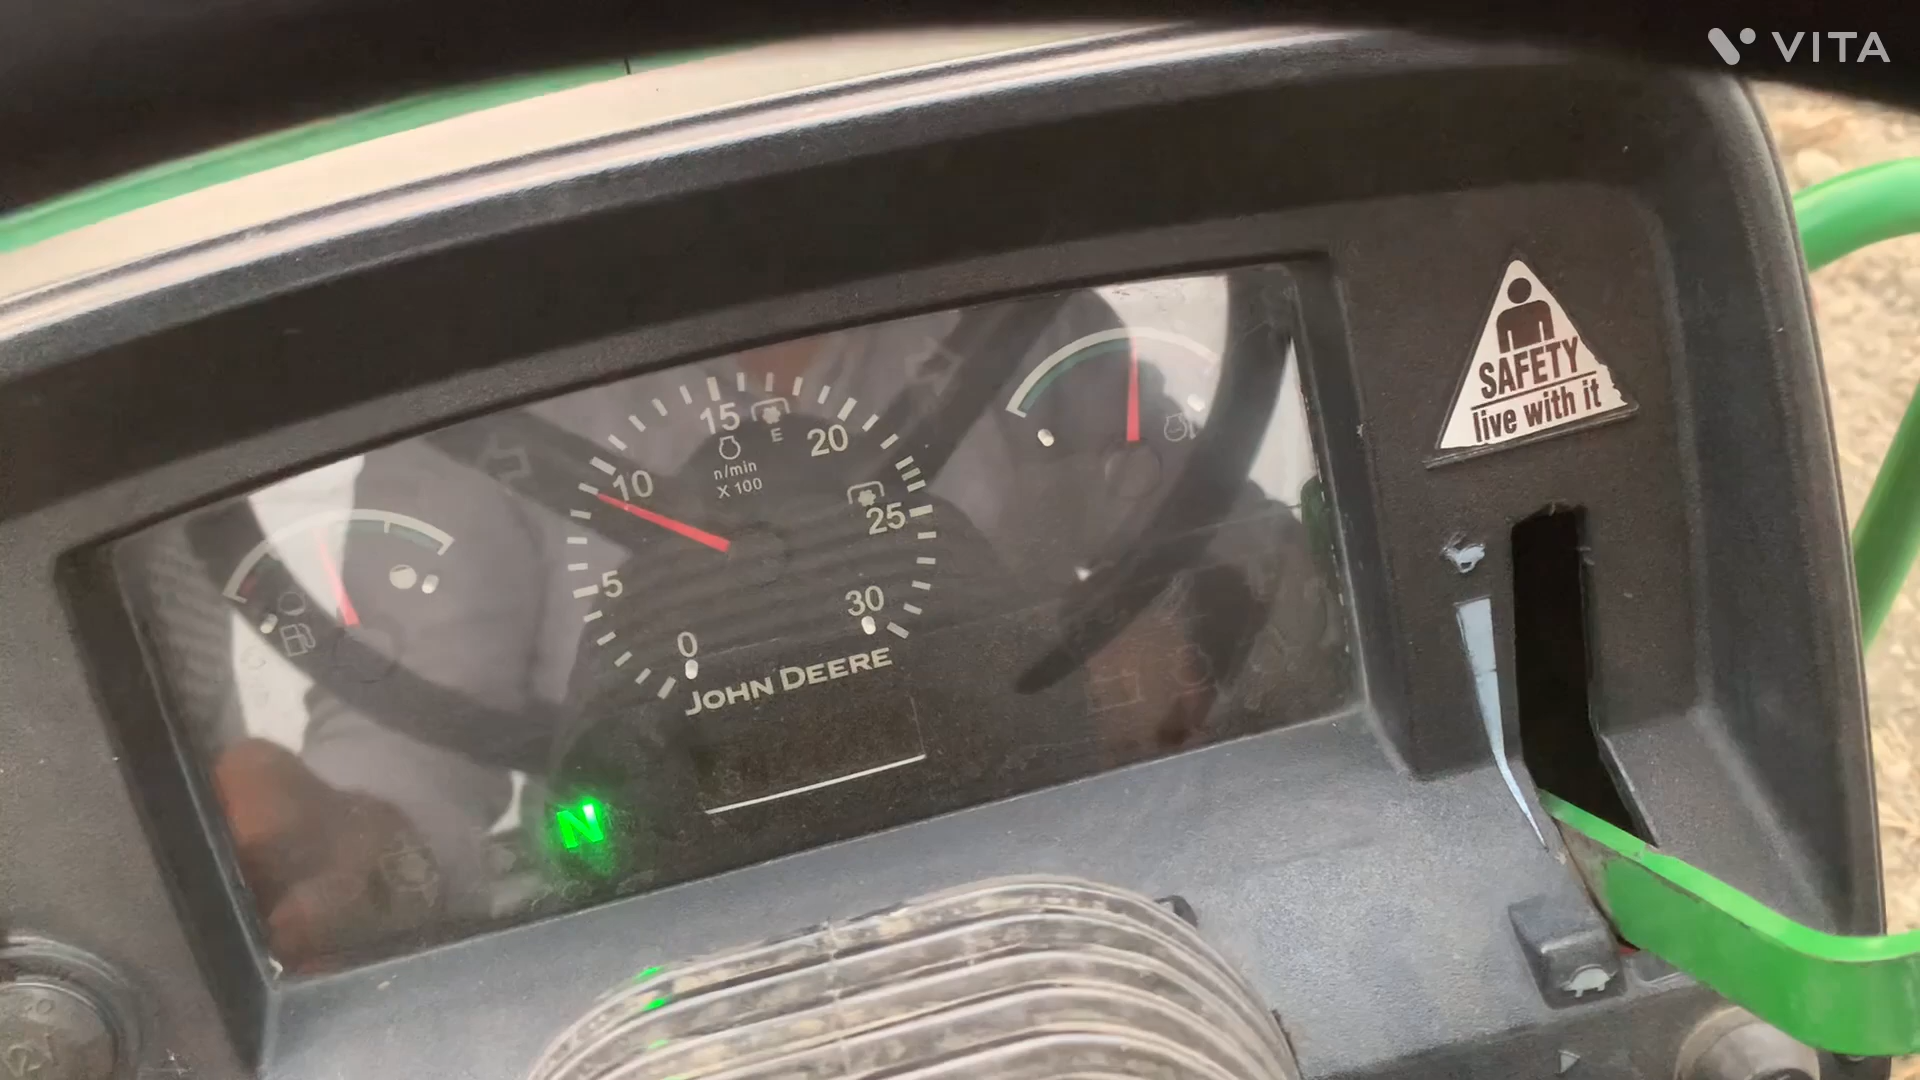 VITA
SAFETY
live with it
15
E
20
10
n/min
X 100
25
5
30
0
JOHN DEERE
N